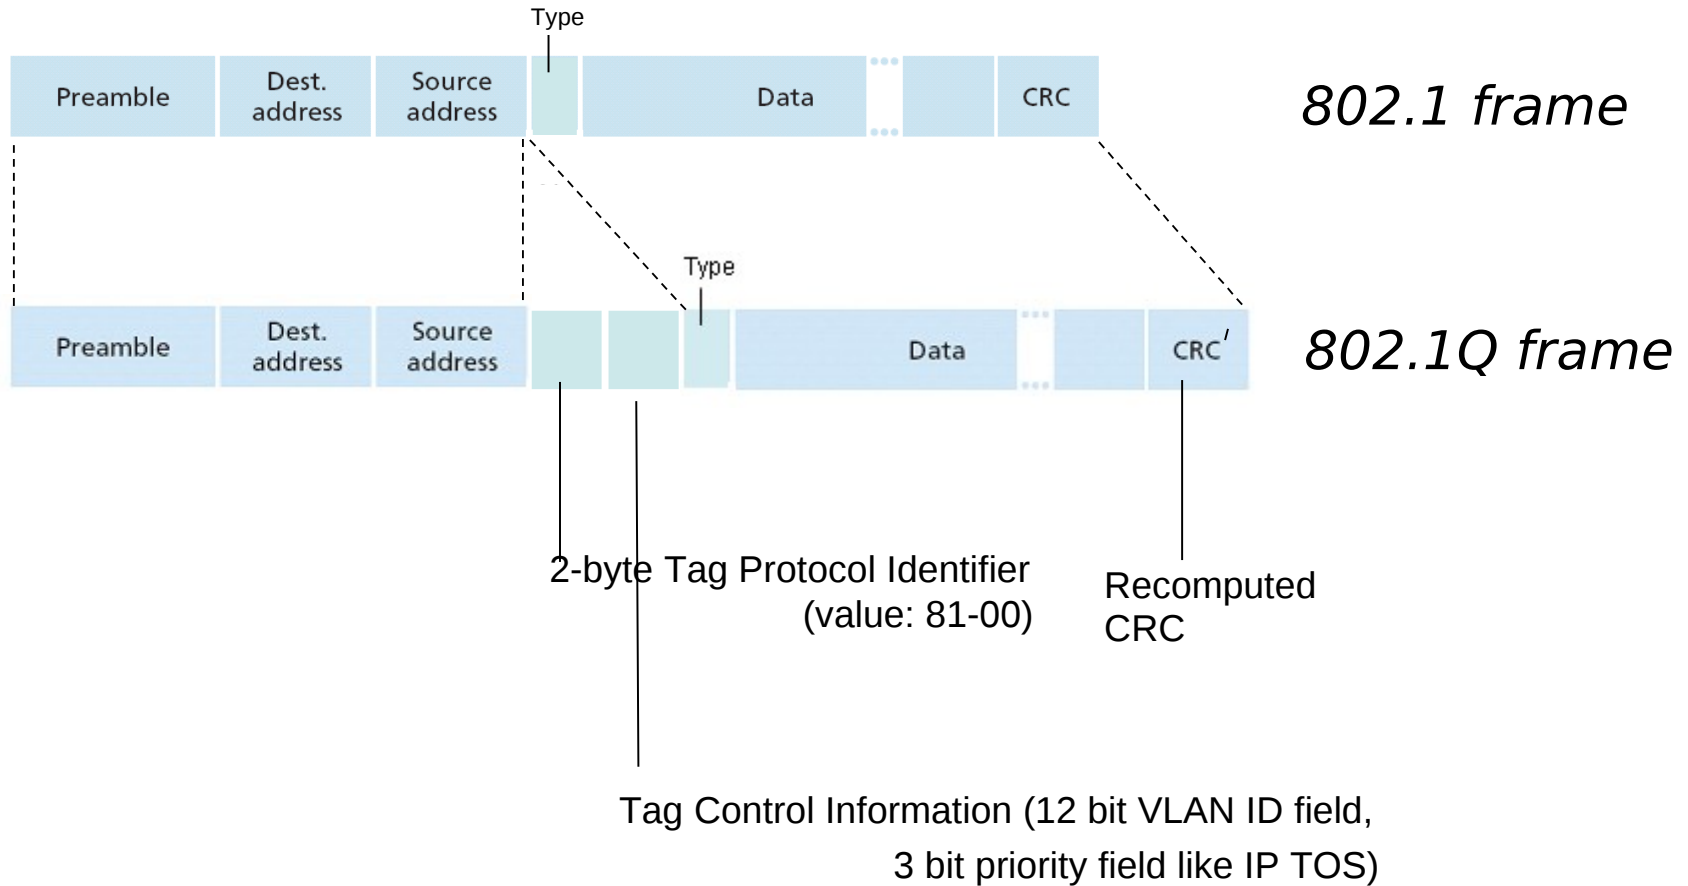 Type
Preamble
Dest.
address
Source
address
Data
CRC
802.1 frame
Type
Preamble
Dest.
address
Source
address
Data
CRC′
802.1Q frame
2-byte Tag Protocol Identifier
(value: 81-00)
Recomputed
CRC
Tag Control Information (12 bit VLAN ID field,
3 bit priority field like IP TOS)